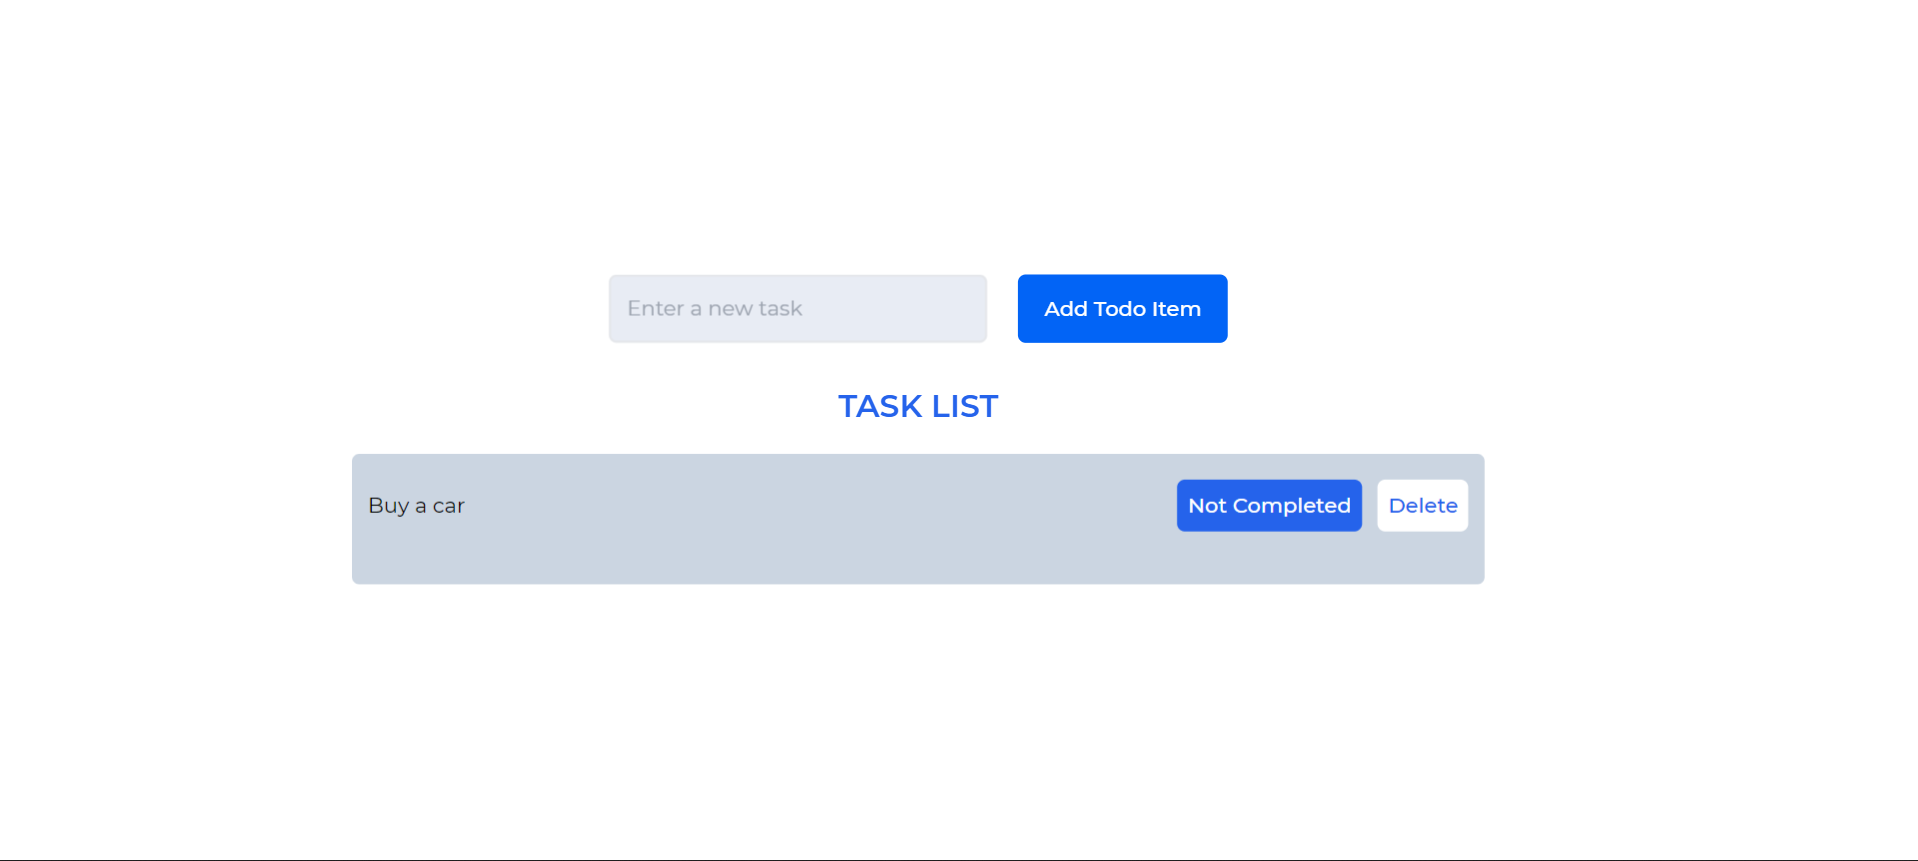 Enter a new task
Add Todo Item
TASK LIST
Buy a car
Not Completed
Delete